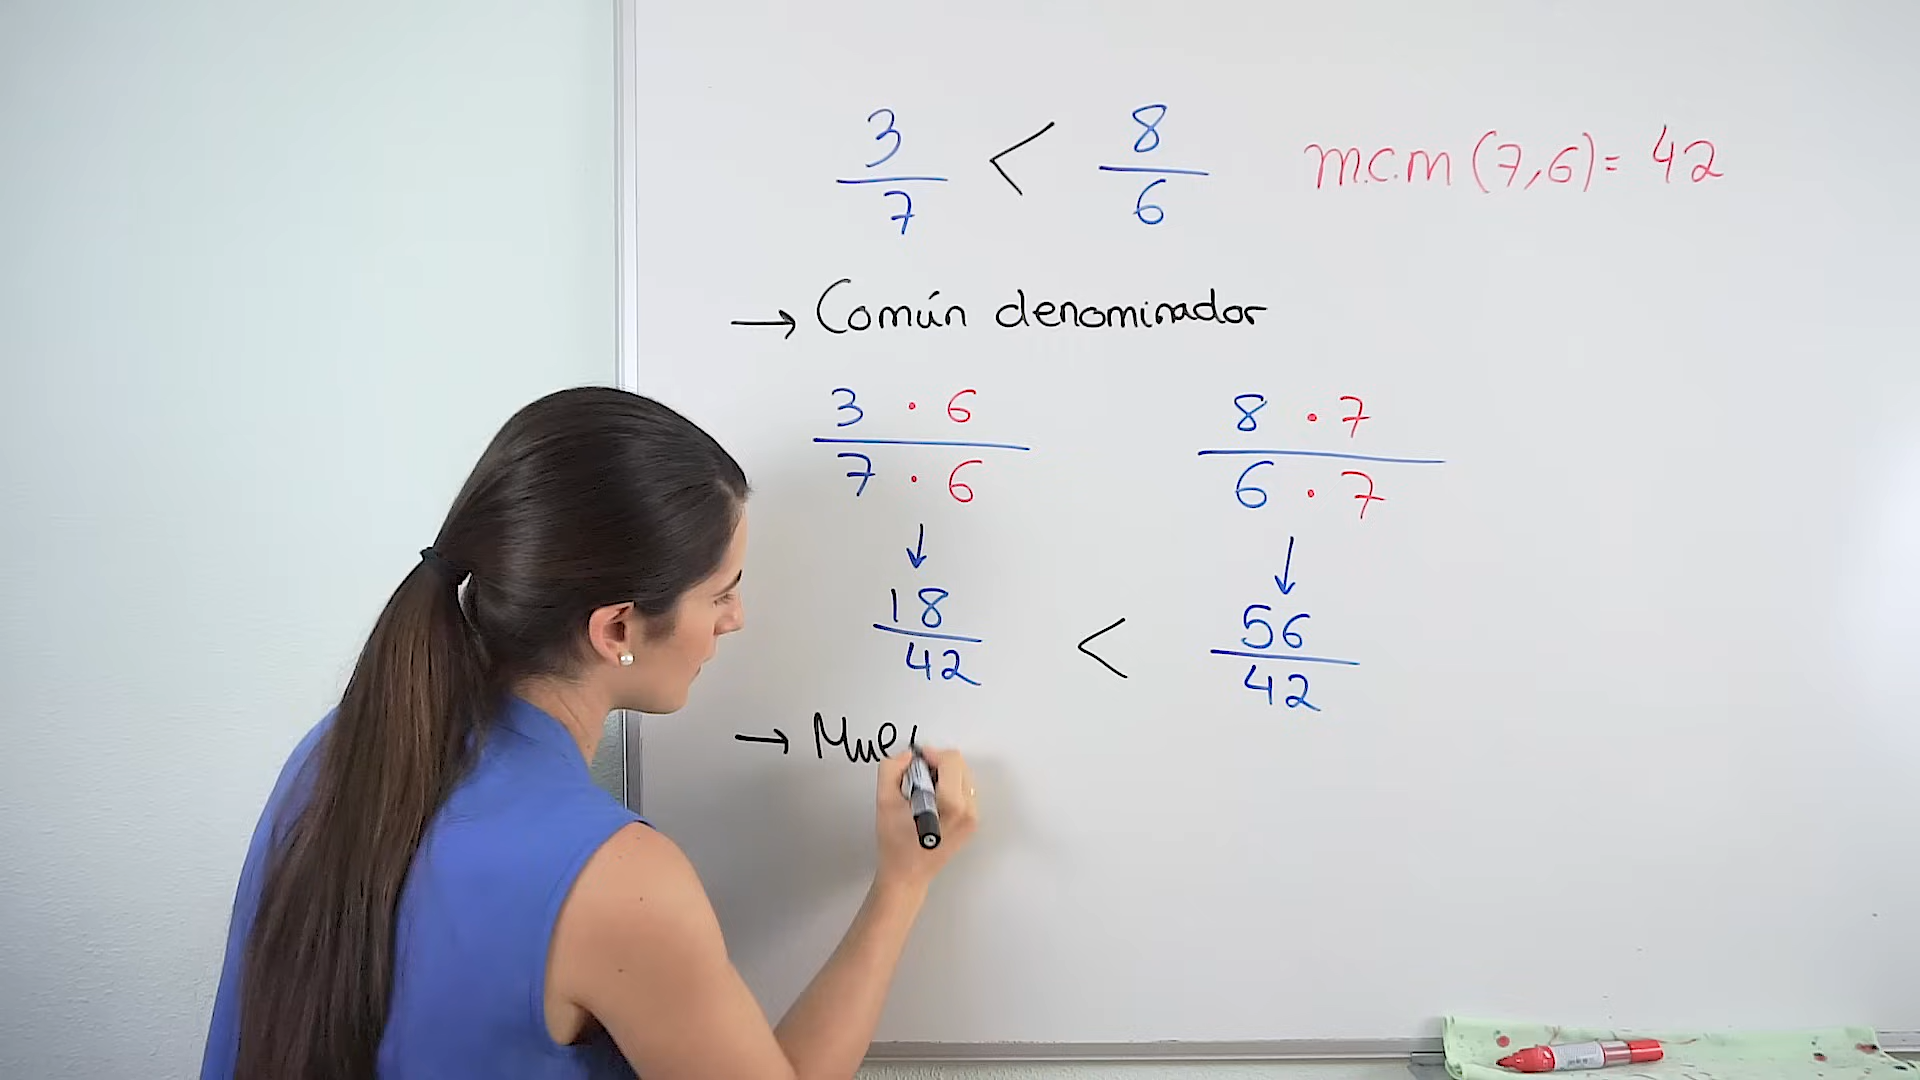 3/7 < 8/6 m.c.m (7,6) = 42
→ Común denominador
3 · 6 / 7 · 6 8 · 7 / 6 · 7
↓ ↓
18/42 < 56/42
→ Mul